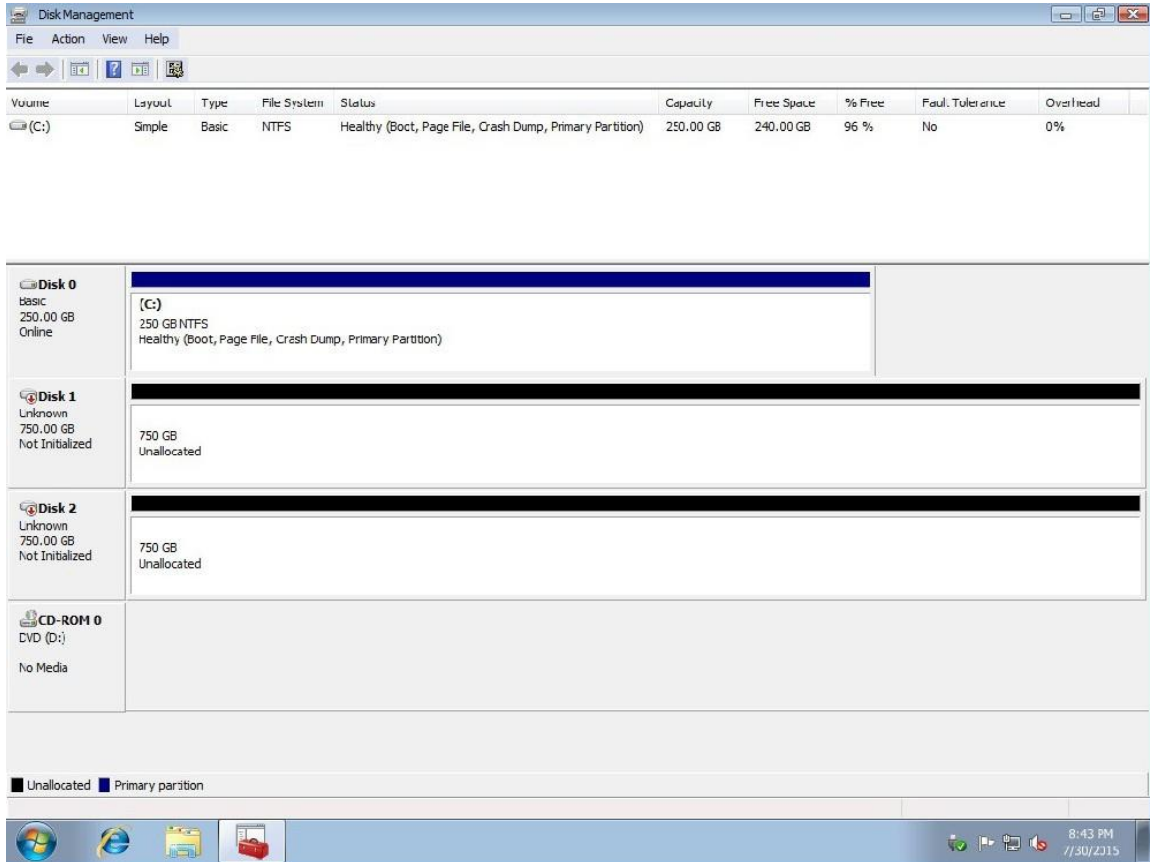 Disk Management
File Action View Help
Volume Layout Type File System Status Capacity Free Space % Free Fault Tolerance Overhead
(C:) Simple Basic NTFS Healthy (Boot, Page File, Crash Dump, Primary Partition) 250.00 GB 240.00 GB 96 % No 0%
Disk 0
Basic
250.00 GB
Online
(C:)
250 GB NTFS
Healthy (Boot, Page File, Crash Dump, Primary Partition)
Disk 1
Unknown
750.00 GB
Not Initialized
750 GB
Unallocated
Disk 2
Unknown
750.00 GB
Not Initialized
750 GB
Unallocated
CD-ROM 0
DVD (D:)
No Media
Unallocated Primary partition
8:43 PM
7/30/2015